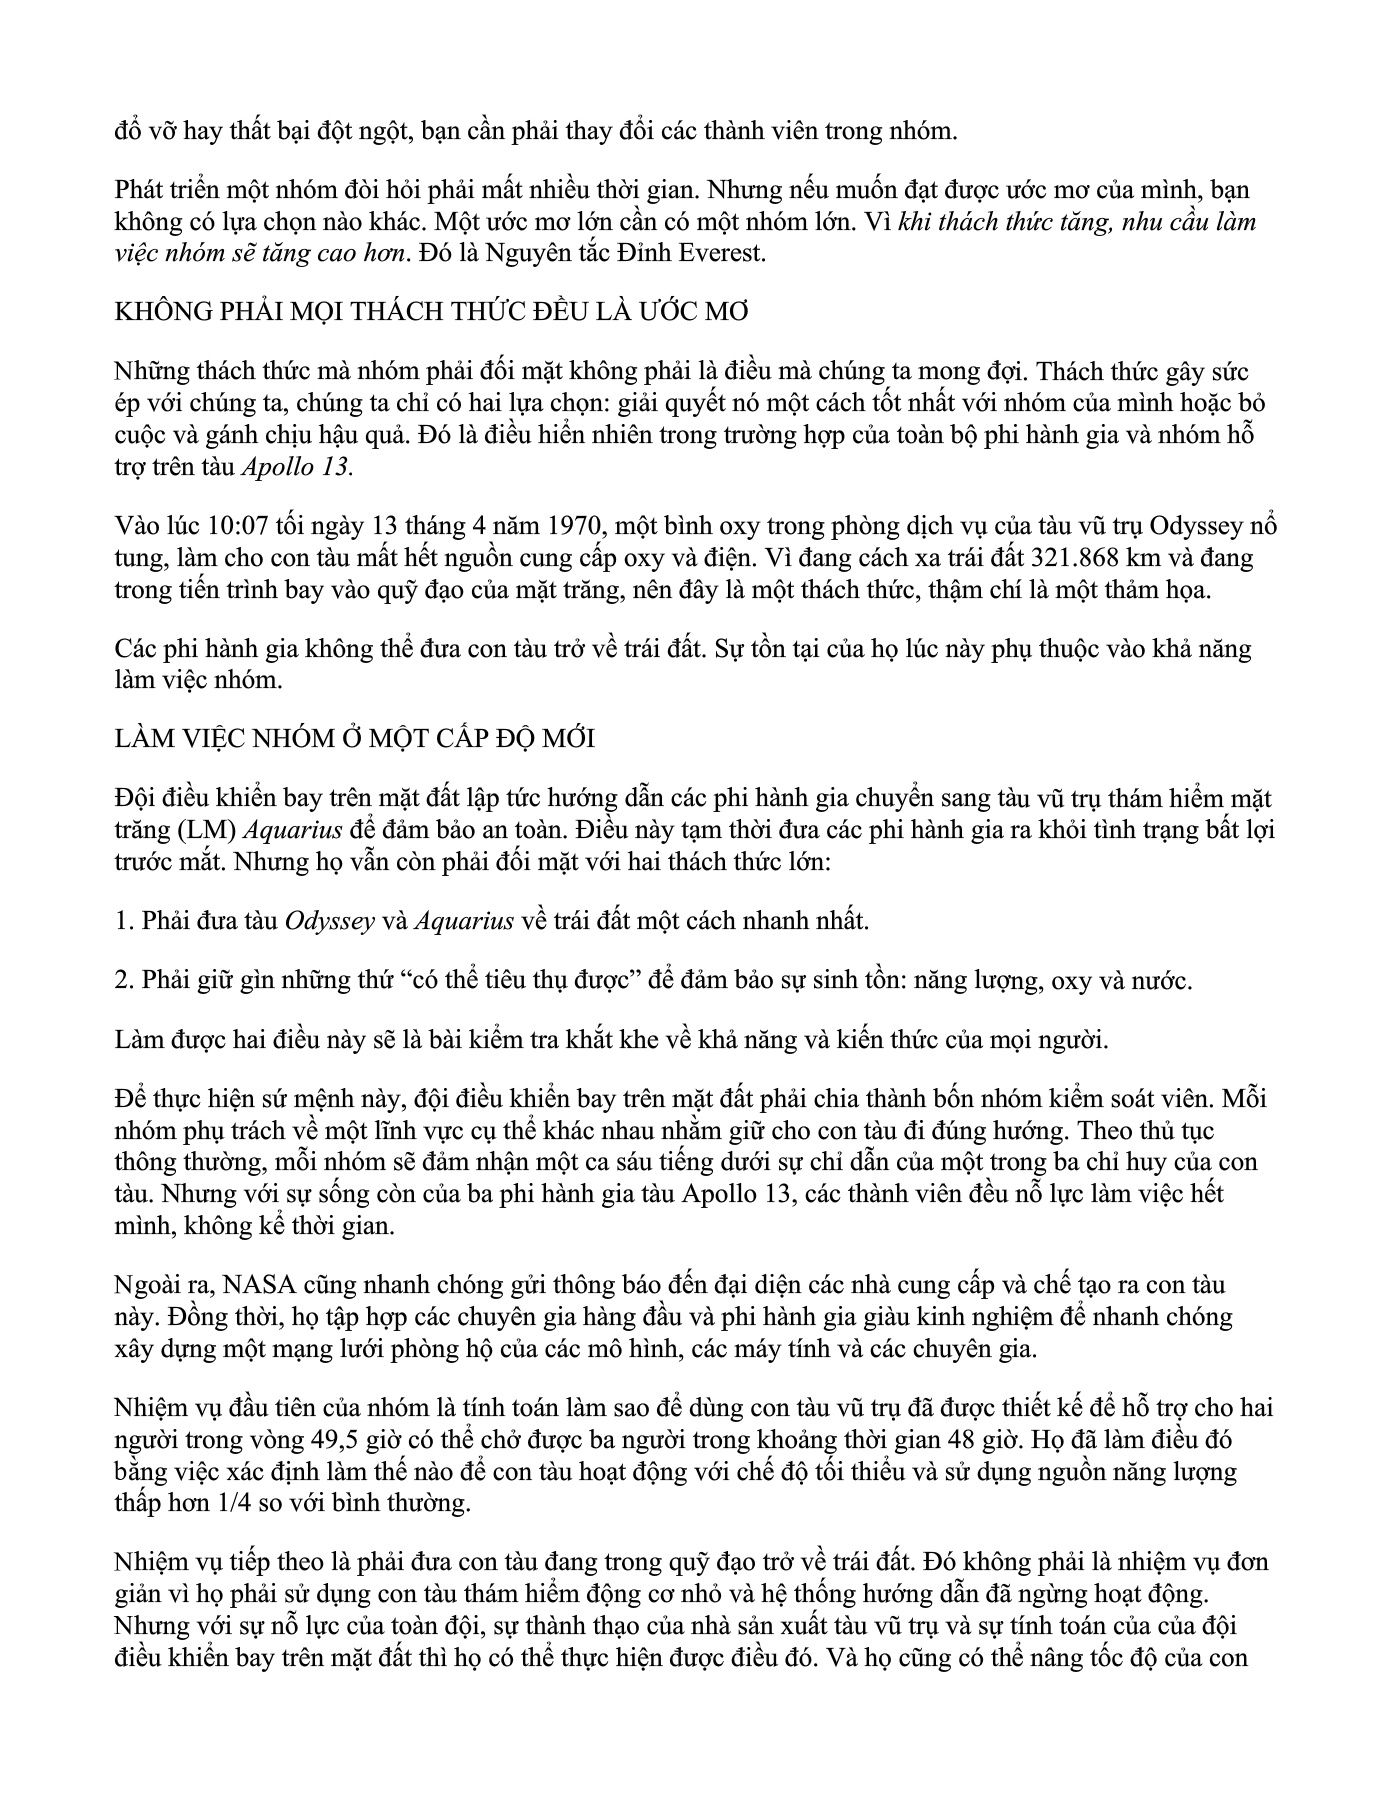 đổ vỡ hay thất bại đột ngột, bạn cần phải thay đổi các thành viên trong nhóm.
Phát triển một nhóm đòi hỏi phải mất nhiều thời gian. Nhưng nếu muốn đạt được ước mơ của mình, bạn
không có lựa chọn nào khác. Một ước mơ lớn cần có một nhóm lớn. Vì khi thách thức tăng, nhu cầu làm
việc nhóm sẽ tăng cao hơn. Đó là Nguyên tắc Đỉnh Everest.
KHÔNG PHẢI MỌI THÁCH THỨC ĐỀU LÀ ƯỚC MƠ
Những thách thức mà nhóm phải đối mặt không phải là điều mà chúng ta mong đợi. Thách thức gây sức
ép với chúng ta, chúng ta chỉ có hai lựa chọn: giải quyết nó một cách tốt nhất với nhóm của mình hoặc bỏ
cuộc và gánh chịu hậu quả. Đó là điều hiển nhiên trong trường hợp của toàn bộ phi hành gia và nhóm hỗ
trợ trên tàu Apollo 13.
Vào lúc 10:07 tối ngày 13 tháng 4 năm 1970, một bình oxy trong phòng dịch vụ của tàu vũ trụ Odyssey nổ
tung, làm cho con tàu mất hết nguồn cung cấp oxy và điện. Vì đang cách xa trái đất 321.868 km và đang
trong tiến trình bay vào quỹ đạo của mặt trăng, nên đây là một thách thức, thậm chí là một thảm họa.
Các phi hành gia không thể đưa con tàu trở về trái đất. Sự tồn tại của họ lúc này phụ thuộc vào khả năng
làm việc nhóm.
LÀM VIỆC NHÓM Ở MỘT CẤP ĐỘ MỚI
Đội điều khiển bay trên mặt đất lập tức hướng dẫn các phi hành gia chuyển sang tàu vũ trụ thám hiểm mặt
trăng (LM) Aquarius để đảm bảo an toàn. Điều này tạm thời đưa các phi hành gia ra khỏi tình trạng bất lợi
trước mắt. Nhưng họ vẫn còn phải đối mặt với hai thách thức lớn:
1. Phải đưa tàu Odyssey và Aquarius về trái đất một cách nhanh nhất.
2. Phải giữ gìn những thứ “có thể tiêu thụ được” để đảm bảo sự sinh tồn: năng lượng, oxy và nước.
Làm được hai điều này sẽ là bài kiểm tra khắt khe về khả năng và kiến thức của mọi người.
Để thực hiện sứ mệnh này, đội điều khiển bay trên mặt đất phải chia thành bốn nhóm kiểm soát viên. Mỗi
nhóm phụ trách về một lĩnh vực cụ thể khác nhau nhằm giữ cho con tàu đi đúng hướng. Theo thủ tục
thông thường, mỗi nhóm sẽ đảm nhận một ca sáu tiếng dưới sự chỉ dẫn của một trong ba chỉ huy của con
tàu. Nhưng với sự sống còn của ba phi hành gia tàu Apollo 13, các thành viên đều nỗ lực làm việc hết
mình, không kể thời gian.
Ngoài ra, NASA cũng nhanh chóng gửi thông báo đến đại diện các nhà cung cấp và chế tạo ra con tàu
này. Đồng thời, họ tập hợp các chuyên gia hàng đầu và phi hành gia giàu kinh nghiệm để nhanh chóng
xây dựng một mạng lưới phòng hộ của các mô hình, các máy tính và các chuyên gia.
Nhiệm vụ đầu tiên của nhóm là tính toán làm sao để dùng con tàu vũ trụ đã được thiết kế để hỗ trợ cho hai
người trong vòng 49,5 giờ có thể chở được ba người trong khoảng thời gian 48 giờ. Họ đã làm điều đó
bằng việc xác định làm thế nào để con tàu hoạt động với chế độ tối thiểu và sử dụng nguồn năng lượng
thấp hơn 1/4 so với bình thường.
Nhiệm vụ tiếp theo là phải đưa con tàu đang trong quỹ đạo trở về trái đất. Đó không phải là nhiệm vụ đơn
giản vì họ phải sử dụng con tàu thám hiểm động cơ nhỏ và hệ thống hướng dẫn đã ngừng hoạt động.
Nhưng với sự nỗ lực của toàn đội, sự thành thạo của nhà sản xuất tàu vũ trụ và sự tính toán của của đội
điều khiển bay trên mặt đất thì họ có thể thực hiện được điều đó. Và họ cũng có thể nâng tốc độ của con